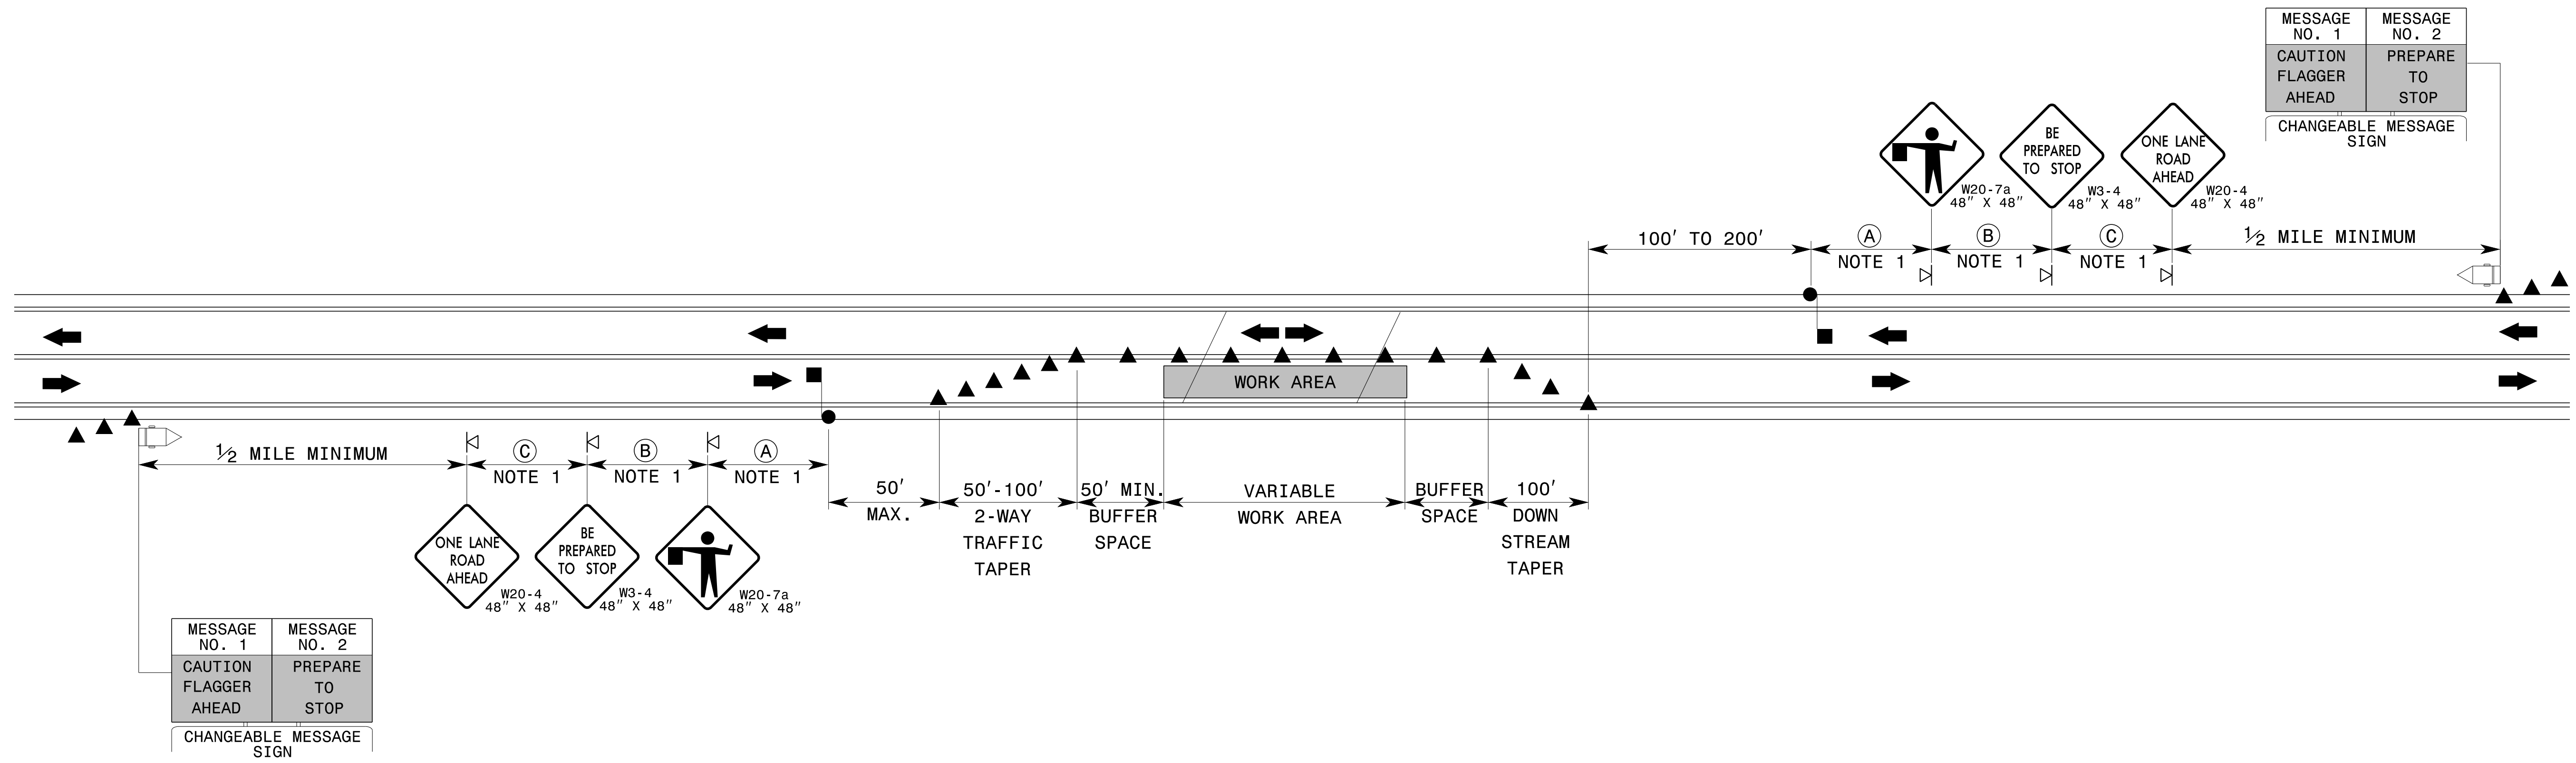 MESSAGE NO. 1
MESSAGE NO. 2
CAUTION FLAGGER AHEAD
PREPARE TO STOP
CHANGEABLE MESSAGE
SIGN
BE
PREPARED
TO STOP
ONE LANE
ROAD
AHEAD
W20-7a
48" X 48"
W3-4
48" X 48"
W20-4
48" X 48"
100' TO 200'
A
NOTE 1
B
NOTE 1
C
NOTE 1
1/2 MILE MINIMUM
WORK AREA
1/2 MILE MINIMUM
C
NOTE 1
B
NOTE 1
A
NOTE 1
50'
MAX.
50'-100'
2-WAY
TRAFFIC
TAPER
50' MIN.
BUFFER
SPACE
VARIABLE
WORK AREA
BUFFER
SPACE
100'
DOWN
STREAM
TAPER
ONE LANE
ROAD
AHEAD
BE
PREPARED
TO STOP
W20-4
48" X 48"
W3-4
48" X 48"
W20-7a
48" X 48"
MESSAGE NO. 1
MESSAGE NO. 2
CAUTION FLAGGER AHEAD
PREPARE TO STOP
CHANGEABLE MESSAGE
SIGN